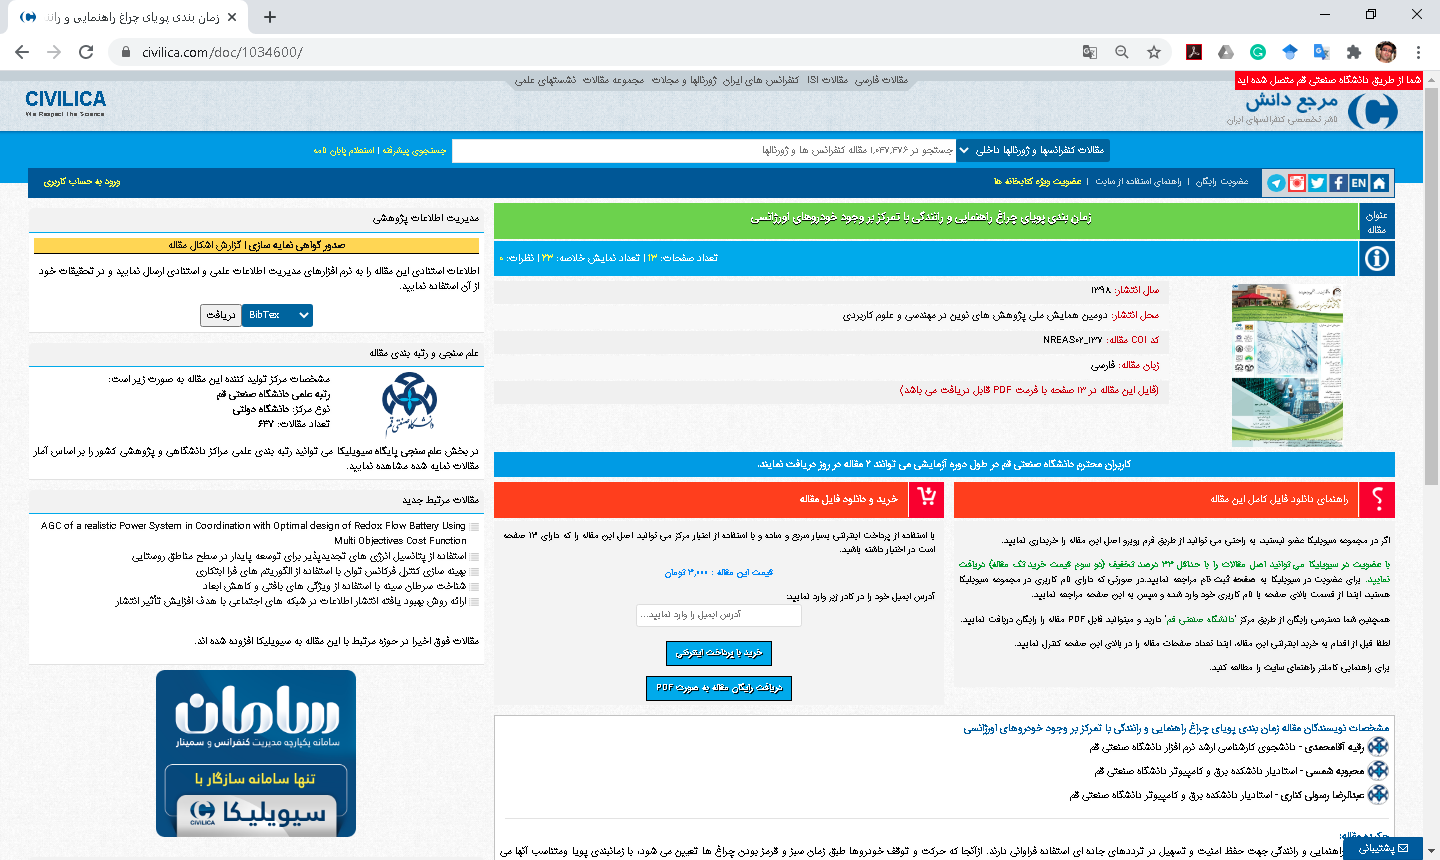 زمان بندی پویای چراغ راهنمایی و راند
civilica.com/doc/1034600/
شما از طریق دانشگاه صنعتی قم متصل شده اید
مقالات فارسی مقالات ISI کنفرانس های ایران ژورنالها و مجلات مجموعه مقالات نشستهای علمی
مرجع دانش
ناشر تخصصی کنفرانسهای ایران
CIVILICA
We Respect the Science
مقالات کنفرانسها و ژورنالها داخلی
جستجو در ۱,۰۴۷,۴۷۶ مقاله کنفرانس ها و ژورنالها
جستجوی پیشرفته | استعلام پایان نامه
EN
عضویت رایگان | راهنمای استفاده از سایت | عضویت ویژه کتابخانه ها
ورود به حساب کاربری
عنوان مقاله
زمان بندی پویای چراغ راهنمایی و رانندگی با تمرکز بر وجود خودروهای اورژانسی
تعداد صفحات: ۱۳ | تعداد نمایش خلاصه: ۲۳ | نظرات: ۰
سال انتشار: ۱۳۹۸
محل انتشار: دومین همایش ملی پژوهش های نوین در مهندسی و علوم کاربردی
کد COI مقاله: NREAS02_137
زبان مقاله: فارسی
(فایل این مقاله در ۱۳ صفحه با فرمت PDF قابل دریافت می باشد)
کاربران محترم دانشگاه صنعتی قم در طول دوره آزمایشی می توانند ۲ مقاله در روز دریافت نمایند.
راهنمای دانلود فایل کامل این مقاله
اگر در مجموعه سیویلیکا عضو نیستید، به راحتی می توانید از طریق فرم روبرو اصل این مقاله را خریداری نمایید.
با عضویت در سیویلیکا می توانید اصل مقالات را با حداقل ۳۳ درصد تخفیف (دو سوم قیمت خرید تک مقاله) دریافت
نمایید. برای عضویت در سیویلیکا به صفحه ثبت نام مراجعه نمایید.در صورتی که دارای نام کاربری در مجموعه سیویلیکا
هستید، ابتدا از قسمت بالای صفحه با نام کاربری خود وارد شده و سپس به این صفحه مراجعه نمایید.
همچنین شما دسترسی رایگان از طریق مرکز 'دانشگاه صنعتی قم' دارید و میتوانید فایل PDF مقاله را رایگان دریافت نمایید.
لطفا قبل از اقدام به خرید اینترنتی این مقاله، ابتدا تعداد صفحات مقاله را در بالای این صفحه کنترل نمایید.
برای راهنمایی کاملتر راهنمای سایت را مطالعه کنید.
خرید و دانلود فایل مقاله
با استفاده از پرداخت اینترنتی بسیار سریع و ساده و با استفاده از اعتبار مرکز می توانید اصل این مقاله را که دارای ۱۳ صفحه
است در اختیار داشته باشید.
قیمت این مقاله : ۳,۰۰۰ تومان
آدرس ایمیل خود را در کادر زیر وارد نمایید:
آدرس ایمیل را وارد نمایید...
خرید با پرداخت اینترنتی
دریافت رایگان مقاله به صورت PDF
مشخصات نویسندگان مقاله زمان بندی پویای چراغ راهنمایی و رانندگی با تمرکز بر وجود خودروهای اورژانسی
رقیه آقامحمدی - دانشجوی کارشناسی ارشد نرم افزار دانشگاه صنعتی قم
محبوبه شمسی - استادیار دانشکده برق و کامپیوتر دانشگاه صنعتی قم
عبدالرضا رسولی کناری - استادیار دانشکده برق و کامپیوتر دانشگاه صنعتی قم
چکیده مقاله:
راهنمایی و رانندگی جهت حفظ امنیت و تسهیل در ترددهای جاده ای استفاده فراوانی دارند. ازآنجا که حرکت و توقف خودروها طبق زمان سبز و قرمز بودن چراغ ها تعیین می شود، با زمانبندی پویا ومتناسب آنها می
پشتیبانی
مدیریت اطلاعات پژوهشی
صدور گواهی نمایه سازی | گزارش اشکال مقاله
اطلاعات استنادی این مقاله را به نرم افزارهای مدیریت اطلاعات علمی و استنادی ارسال نمایید و در تحقیقات خود
از آن استفاده نمایید.
BibTex دریافت
علم سنجی و رتبه بندی مقاله
مشخصات مرکز تولید کننده این مقاله به صورت زیر است:
رتبه علمی دانشگاه صنعتی قم
نوع مرکز: دانشگاه دولتی
تعداد مقالات: ۶۳۷
دانشگاه صنعتی قم
در بخش علم سنجی پایگاه سیویلیکا می توانید رتبه بندی علمی مراکز دانشگاهی و پژوهشی کشور را بر اساس آمار
مقالات نمایه شده مشاهده نمایید.
مقالات مرتبط جدید
AGC of a realistic Power System in Coordination with Optimal design of Redox Flow Battery Using
Multi Objectives Cost Function
استفاده از پتانسیل انرژی های تجدیدپذیر برای توسعه پایدار در سطح مناطق روستایی
بهینه سازی کنترل فرکانس توان با استفاده از الگوریتم های فرا ابتکاری
شناخت سرطان سینه با استفاده از ویژگی های بافتی و کاهش ابعاد
ارائه روش بهبود یافته انتشار اطلاعات در شبکه های اجتماعی با هدف افزایش تأثیر انتشار
مقالات فوق اخیرا در حوزه مرتبط با این مقاله به سیویلیکا افزوده شده اند.
سامان
سامانه یکپارچه مدیریت کنفرانس و سمینار
تنها سامانه سازگار با
سیویلیکا
CIVILICA